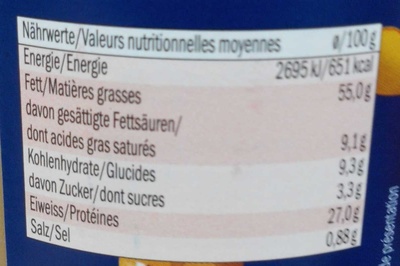 Nährwerte/Valeurs nutritionnelles moyennes ø/100g
Energie/Energie 2695 kJ/651 kcal
Fett/Matières grasses 55,0g
davon gesättigte Fettsäuren/
dont acides gras saturés 9,1g
Kohlenhydrate/Glucides 9,3g
davon Zucker/dont sucres 3,3g
Eiweiss/Protéines 27,0g
Salz/Sel 0,88g
de présentation